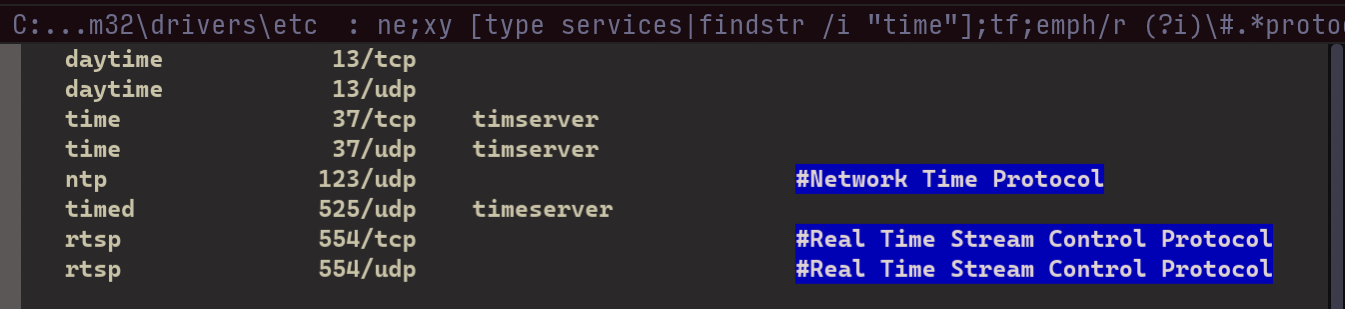 C:...m32\drivers\etc  : ne;xy [type services|findstr /i "time"];tf;emph/r (?i)\#.*proto
daytime            13/tcp
daytime            13/udp
time               37/tcp    timserver
time               37/udp    timserver
ntp               123/udp                           #Network Time Protocol
timed             525/udp    timeserver
rtsp              554/tcp                           #Real Time Stream Control Protocol
rtsp              554/udp                           #Real Time Stream Control Protocol